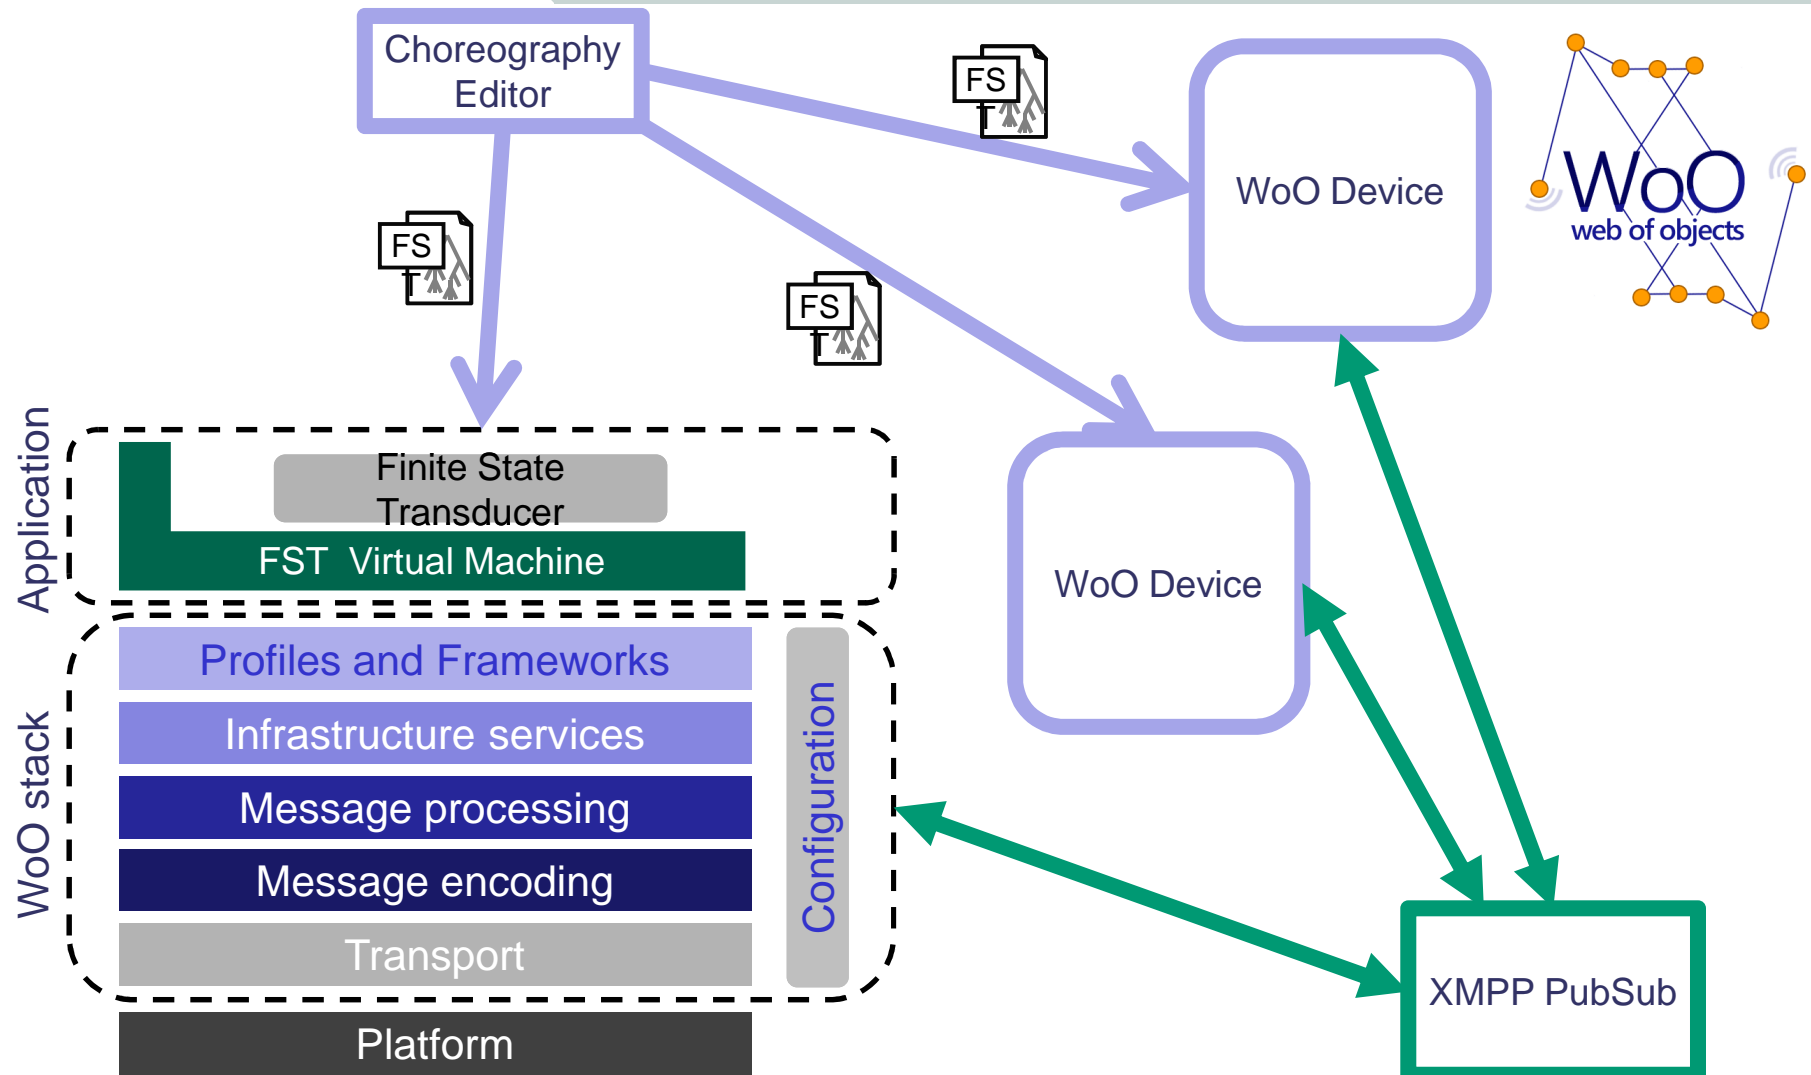 Choreography
Editor
FS
T
WoO Device
WoO
web of objects
FS
T
FS
T
Application
Finite State
Transducer
FST  Virtual Machine
WoO Device
WoO stack
Profiles and Frameworks
Infrastructure services
Message processing
Message encoding
Transport
Configuration
XMPP PubSub
Platform